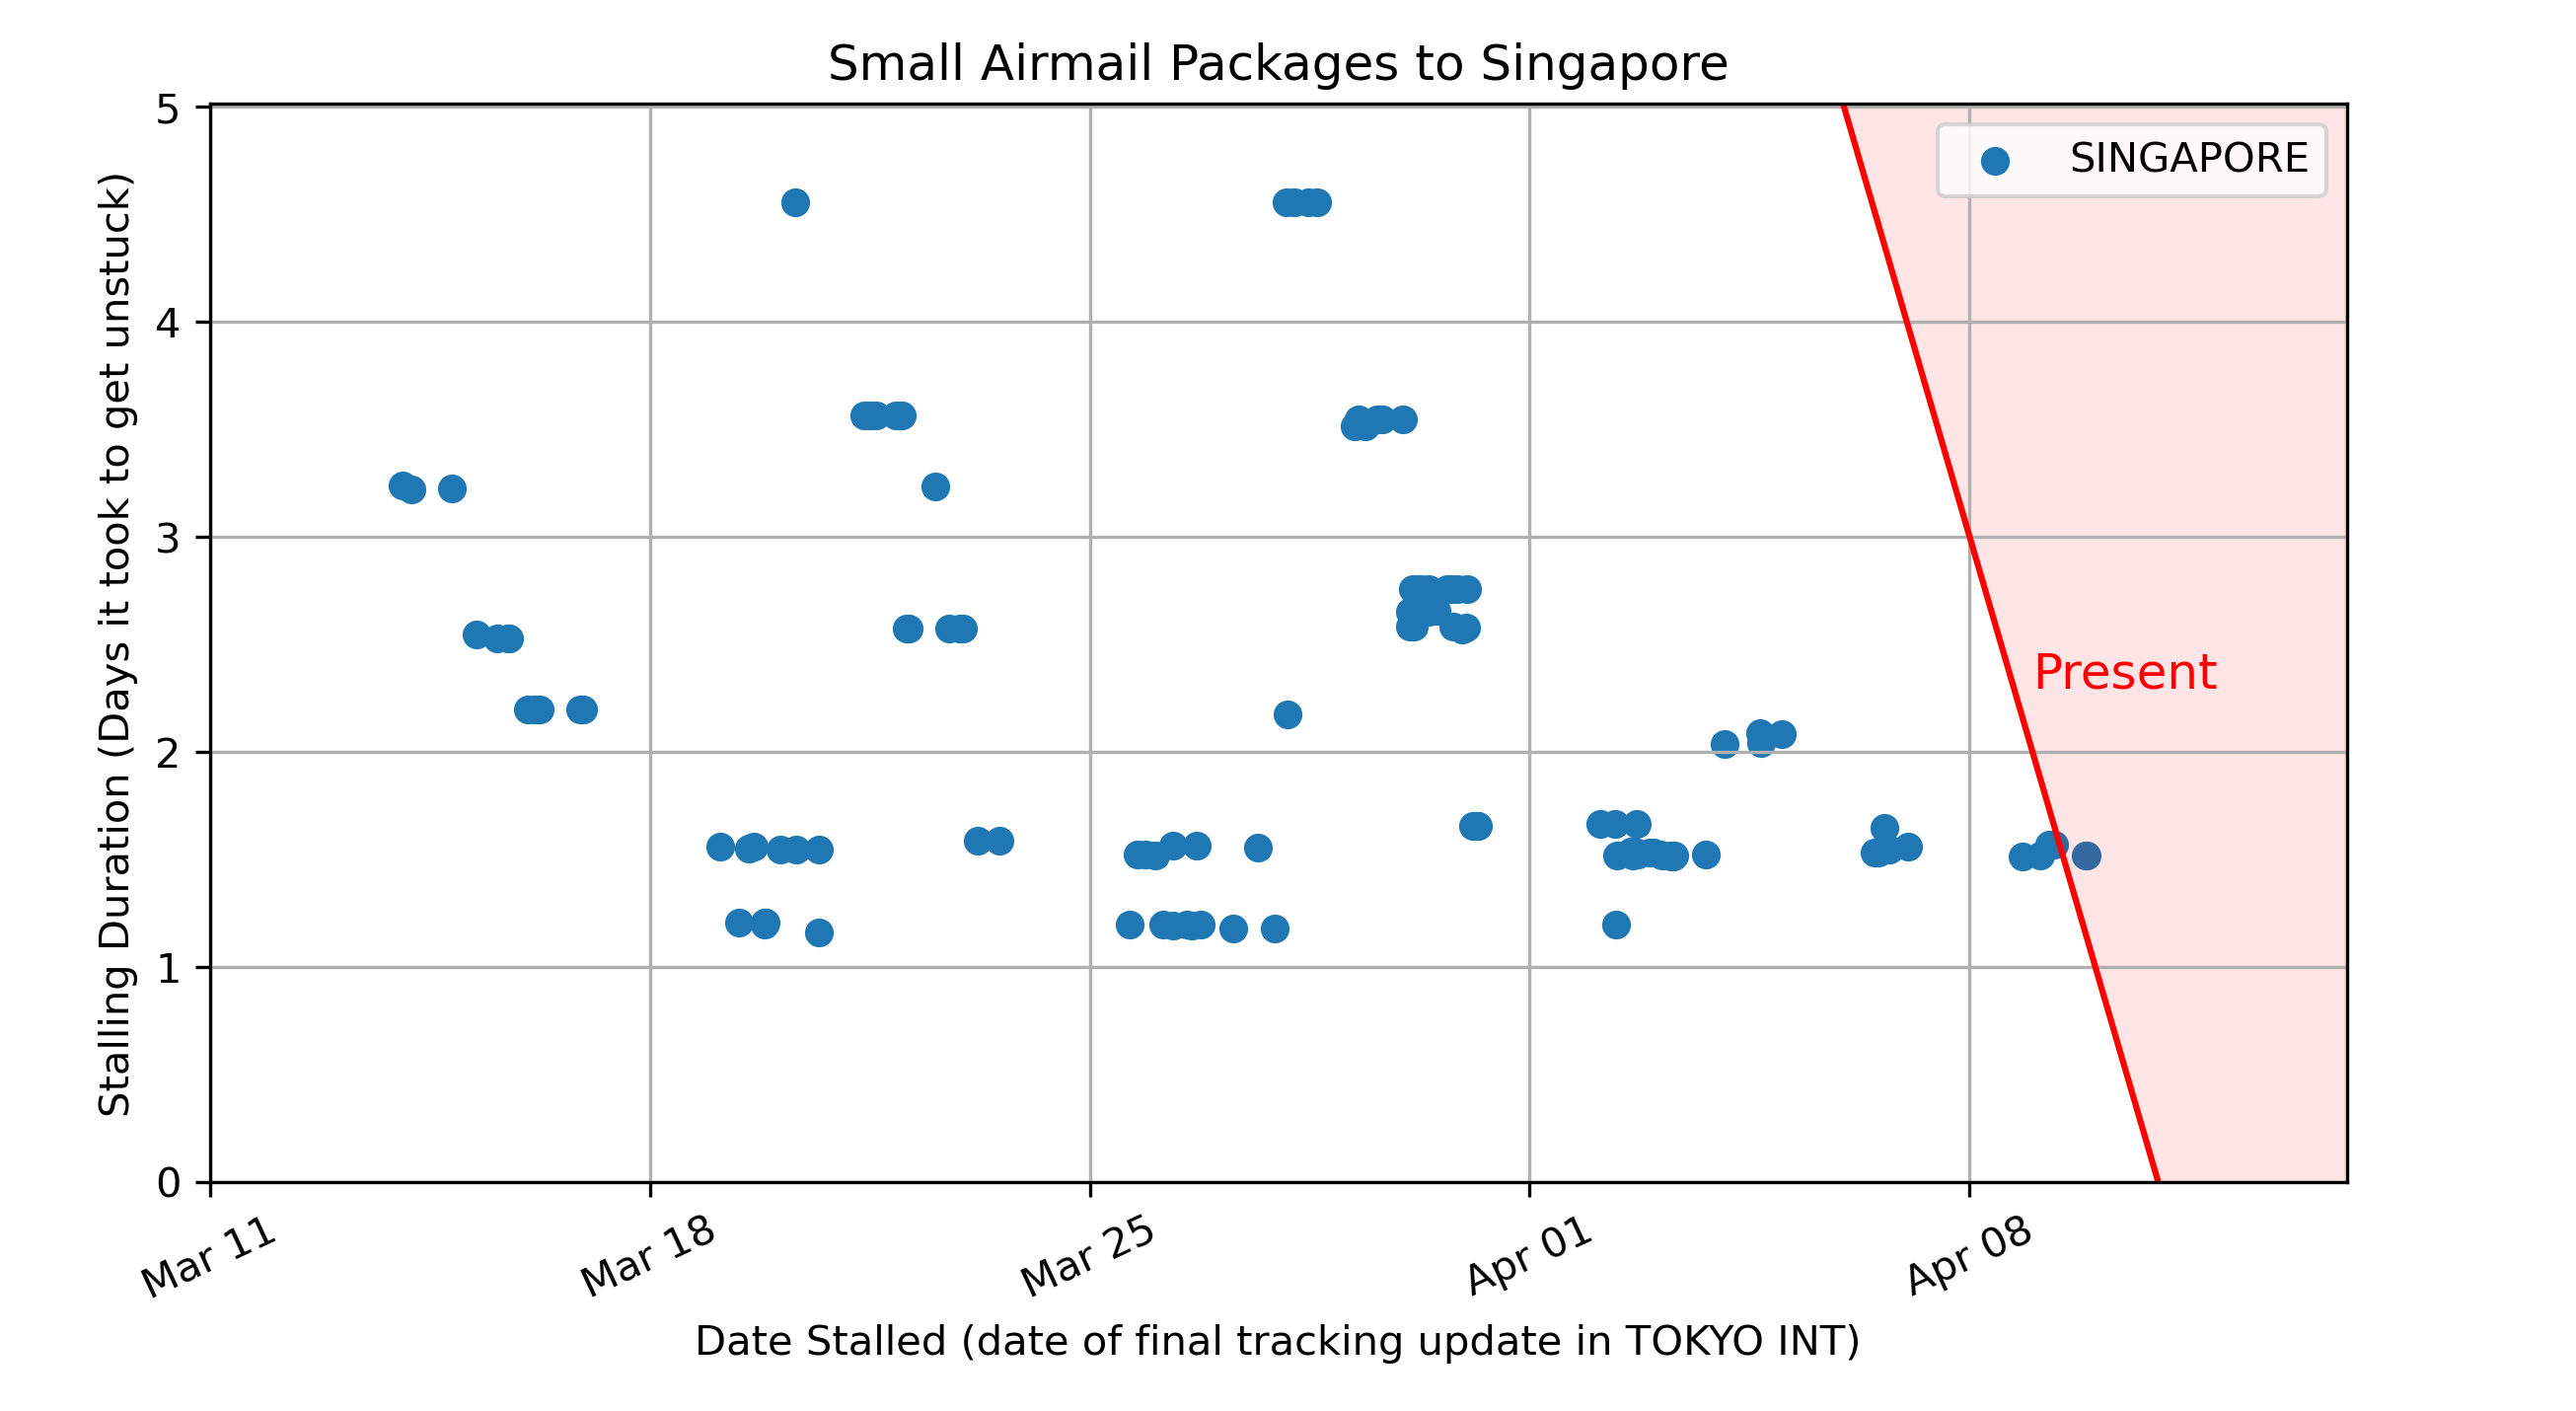 Small Airmail Packages to Singapore
SINGAPORE
Present
Stalling Duration (Days it took to get unstuck)
5
4
3
2
1
0
Mar 11
Mar 18
Mar 25
Apr 01
Apr 08
Date Stalled (date of final tracking update in TOKYO INT)